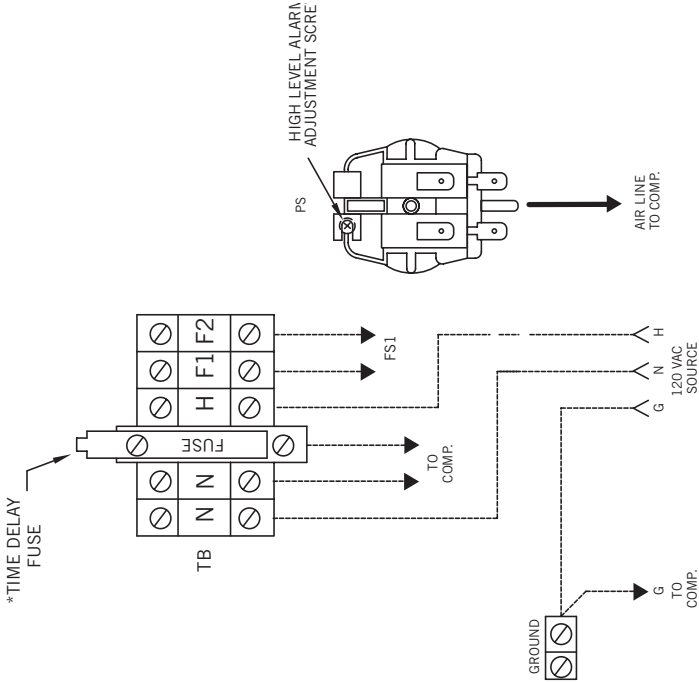 HIGH LEVEL ALARM
ADJUSTMENT SCRE
PS
AIR LINE
TO COMP.
*TIME DELAY
FUSE
TB
N
N
FUSE
H
F1
F2
FS1
TO
COMP.
H
N
G
120 VAC
SOURCE
GROUND
G
TO
COMP.